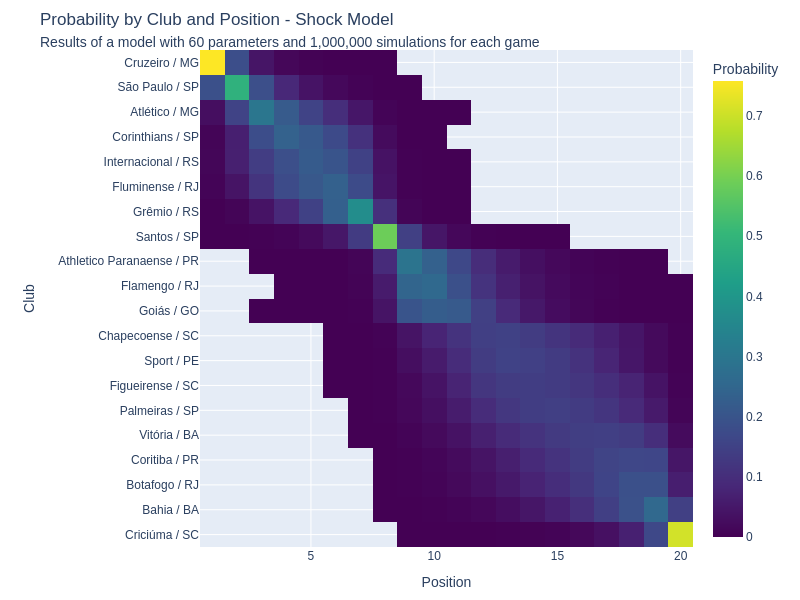 Probability by Club and Position - Shock Model
Results of a model with 60 parameters and 1,000,000 simulations for each game
Cruzeiro / MG
São Paulo / SP
Atlético / MG
Corinthians / SP
Internacional / RS
Fluminense / RJ
Grêmio / RS
Santos / SP
Athletico Paranaense / PR
Flamengo / RJ
Goiás / GO
Chapecoense / SC
Sport / PE
Figueirense / SC
Palmeiras / SP
Vitória / BA
Coritiba / PR
Botafogo / RJ
Bahia / BA
Criciúma / SC
Club
5
10
15
20
Position
Probability
0.7
0.6
0.5
0.4
0.3
0.2
0.1
0